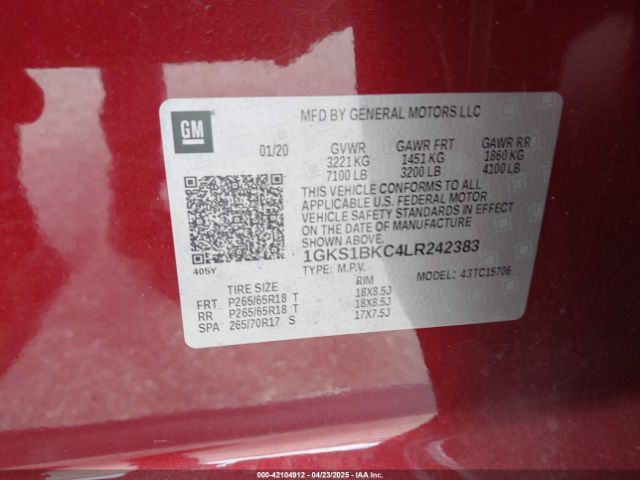 GM
MFD BY GENERAL MOTORS LLC
01/20 GVWR GAWR FRT GAWR RR
3221 KG 1451 KG 1860 KG
7100 LB 3200 LB 4100 LB
THIS VEHICLE CONFORMS TO ALL
APPLICABLE U.S. FEDERAL MOTOR
VEHICLE SAFETY STANDARDS IN EFFECT
ON THE DATE OF MANUFACTURE
SHOWN ABOVE.
1GKS1BKC4LR242383
405Y
TYPE: M.P.V. MODEL: 43TC15706
TIRE SIZE RIM
FRT P265/65R18 T 18X8.5J
RR P265/65R18 T 18X8.5J
SPA 265/70R17 S 17X7.5J
000-42104912 - 04/23/2025 - IAAI.COM